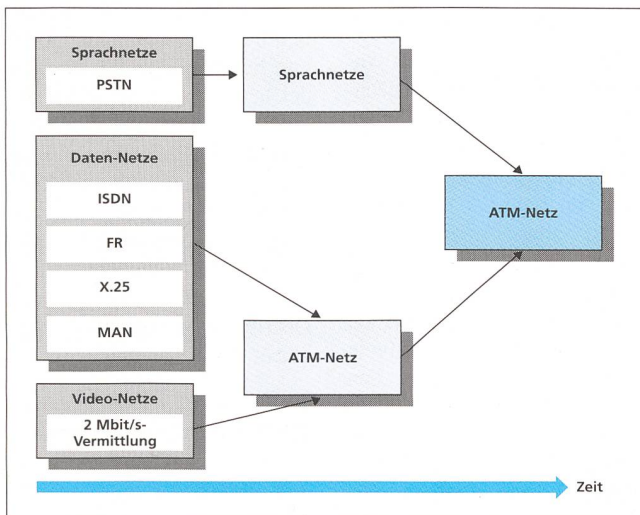 Sprachnetze
PSTN
Sprachnetze
Daten-Netze
ISDN
FR
X.25
MAN
ATM-Netz
ATM-Netz
Video-Netze
2 Mbit/s-
Vermittlung
Zeit